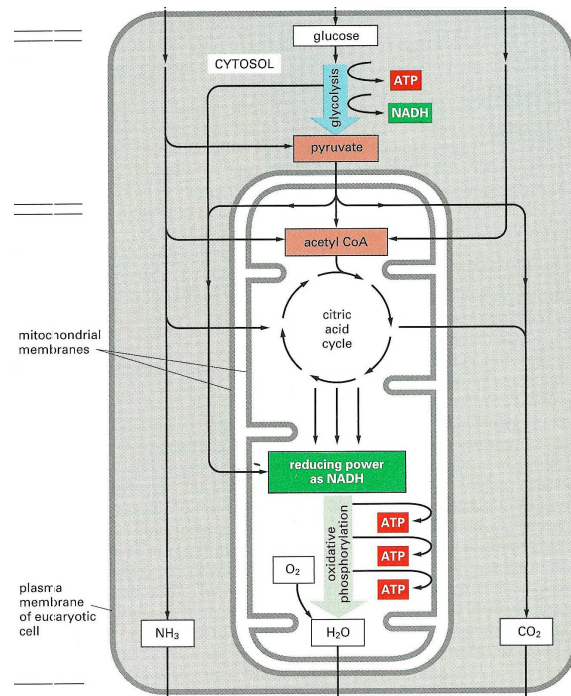 glucose
CYTOSOL
glycolysis
ATP
NADH
pyruvate
acetyl CoA
citric
acid
cycle
mitochondrial
membranes
reducing power
as NADH
oxidative
phosphorylation
ATP
ATP
ATP
O2
plasma
membrane
of eucaryotic
cell
NH3
H2O
CO2